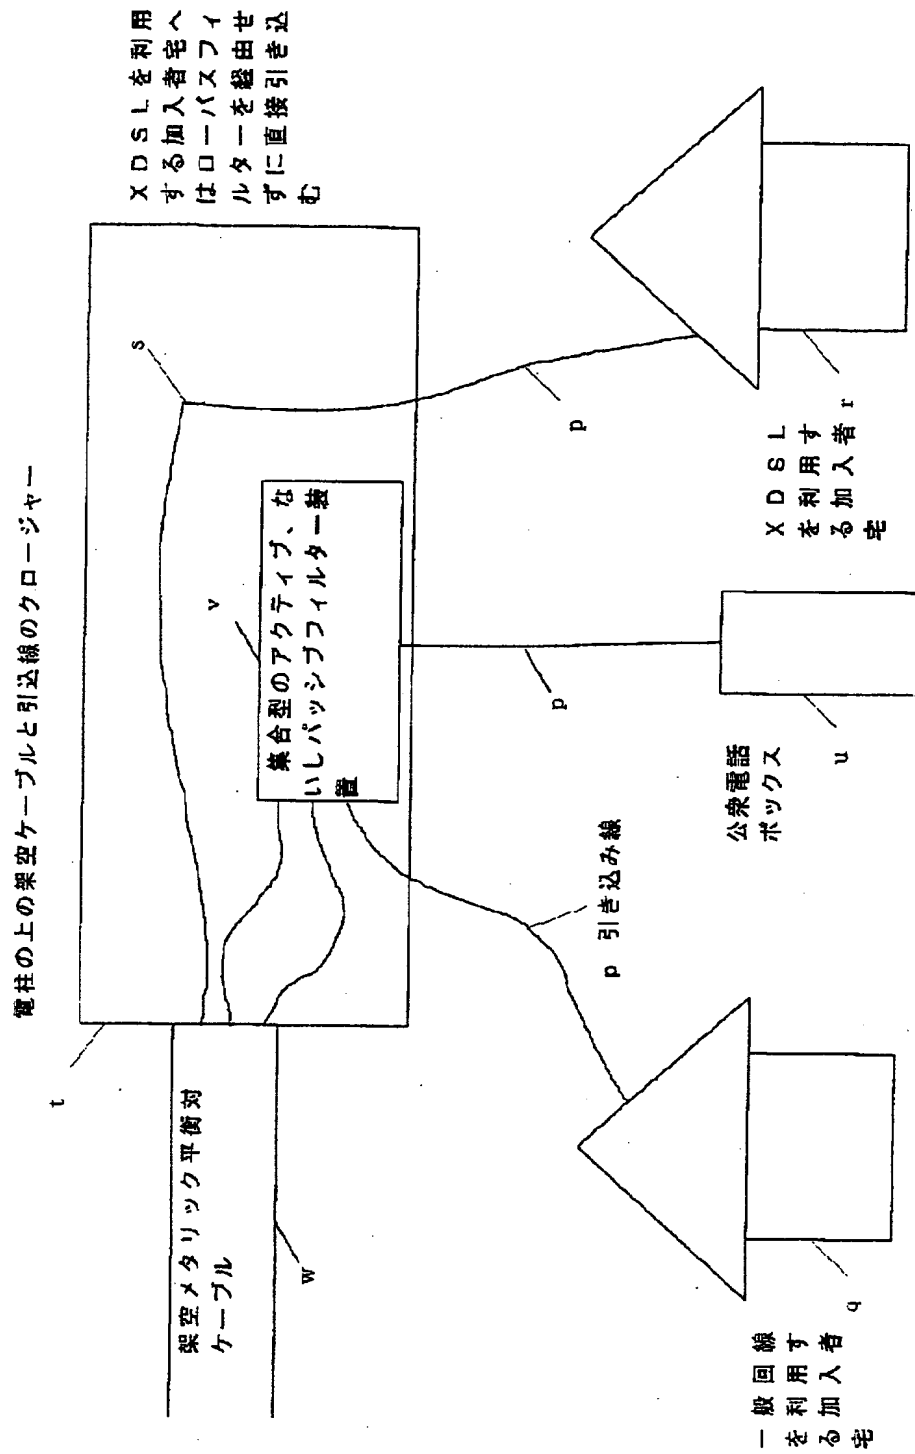 電柱の上の架空ケーブルと引込線のクロージャー
t
架空メタリック平衡対
ケーブル
w
v
集合型のアクティブ、な
いしパッシブフィルター装
置
s
XDSLを利用
する加入者宅へ
はローパスフィ
ルターを経由せ
ずに直接引き込
む
p 引き込み線
p
p
一般回線
を利用す
る加入者
宅
q
公衆電話
ボックス
u
XDSL
を利用す
る加入者
宅
r